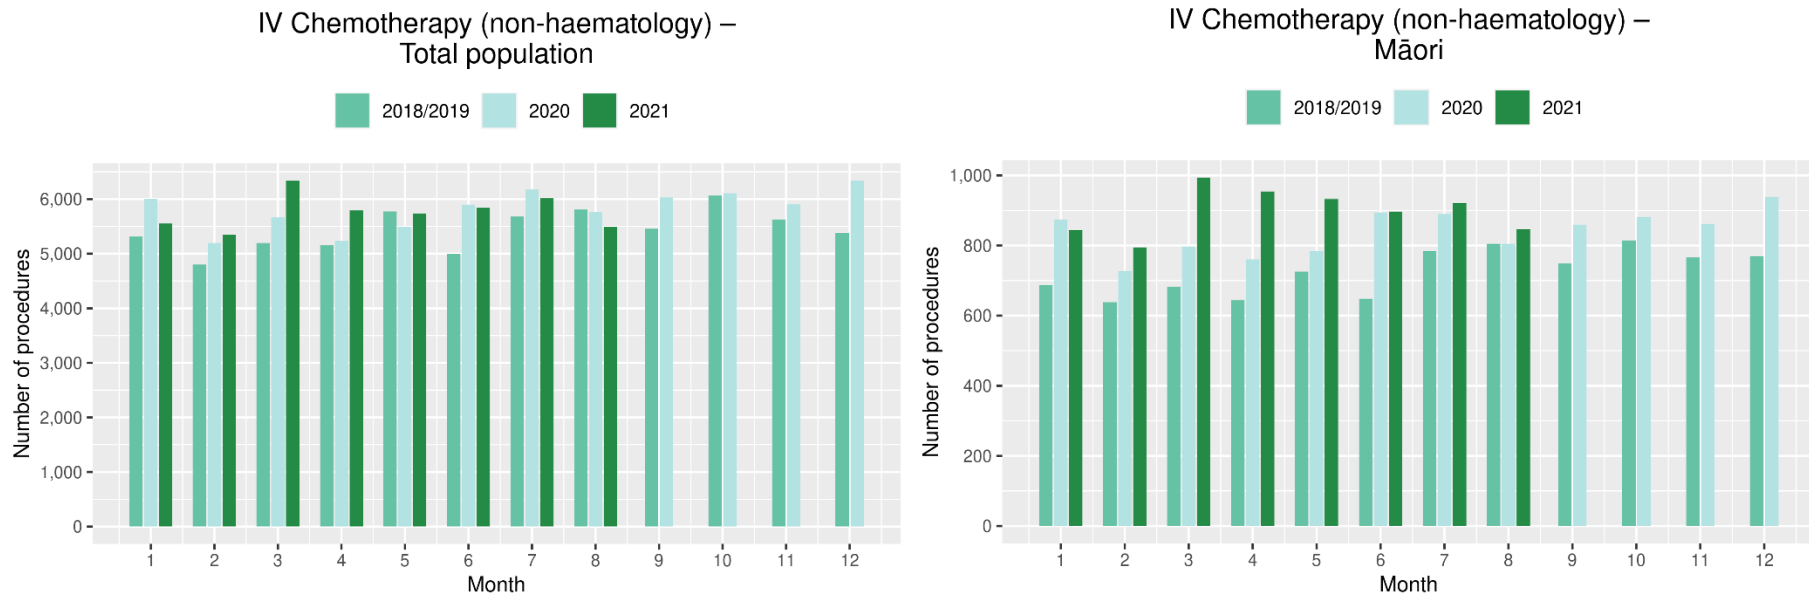 IV Chemotherapy (non-haematology) –
Total population
2018/2019 2020 2021
Number of procedures
6,000
5,000
4,000
3,000
2,000
1,000
0
1 2 3 4 5 6 7 8 9 10 11 12
Month
IV Chemotherapy (non-haematology) –
Māori
2018/2019 2020 2021
Number of procedures
1,000
800
600
400
200
0
1 2 3 4 5 6 7 8 9 10 11 12
Month